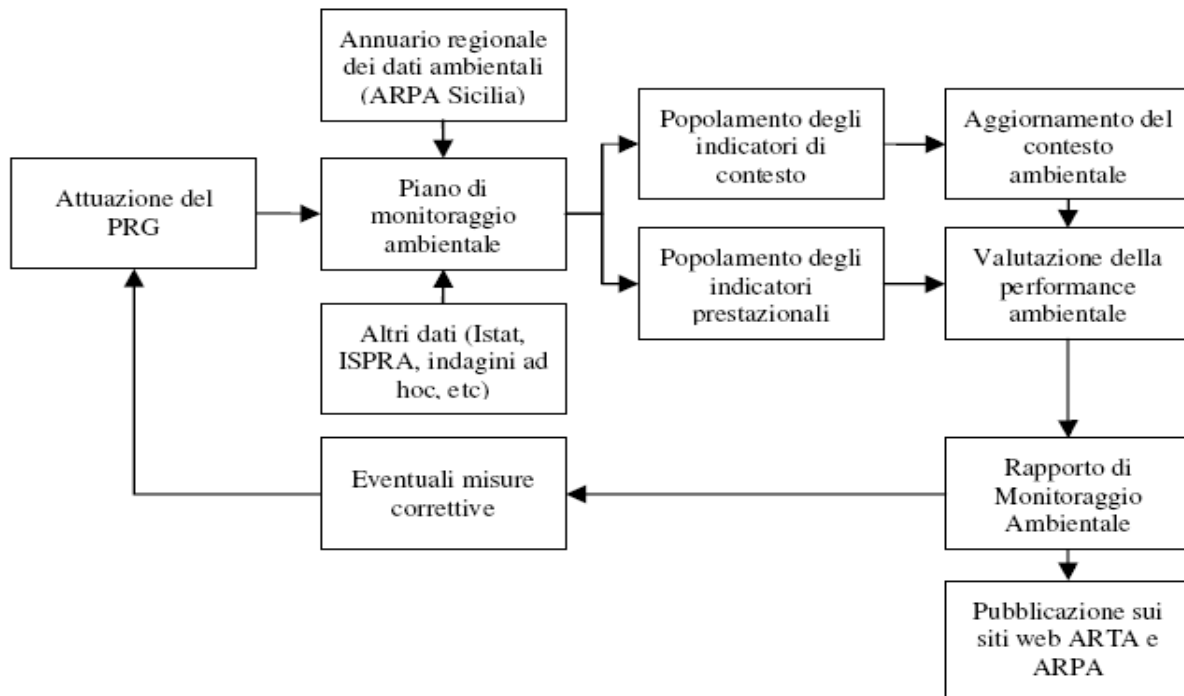 Annuario regionale
dei dati ambientali
(ARPA Sicilia)
Popolamento degli
indicatori di
contesto
Aggiornamento del
contesto
ambientale
Attuazione del
PRG
Piano di
monitoraggio
ambientale
Popolamento degli
indicatori
prestazionali
Valutazione della
performance
ambientale
Altri dati (Istat,
ISPRA, indagini ad
hoc, etc)
Eventuali misure
correttive
Rapporto di
Monitoraggio
Ambientale
Pubblicazione sui
siti web ARTA e
ARPA